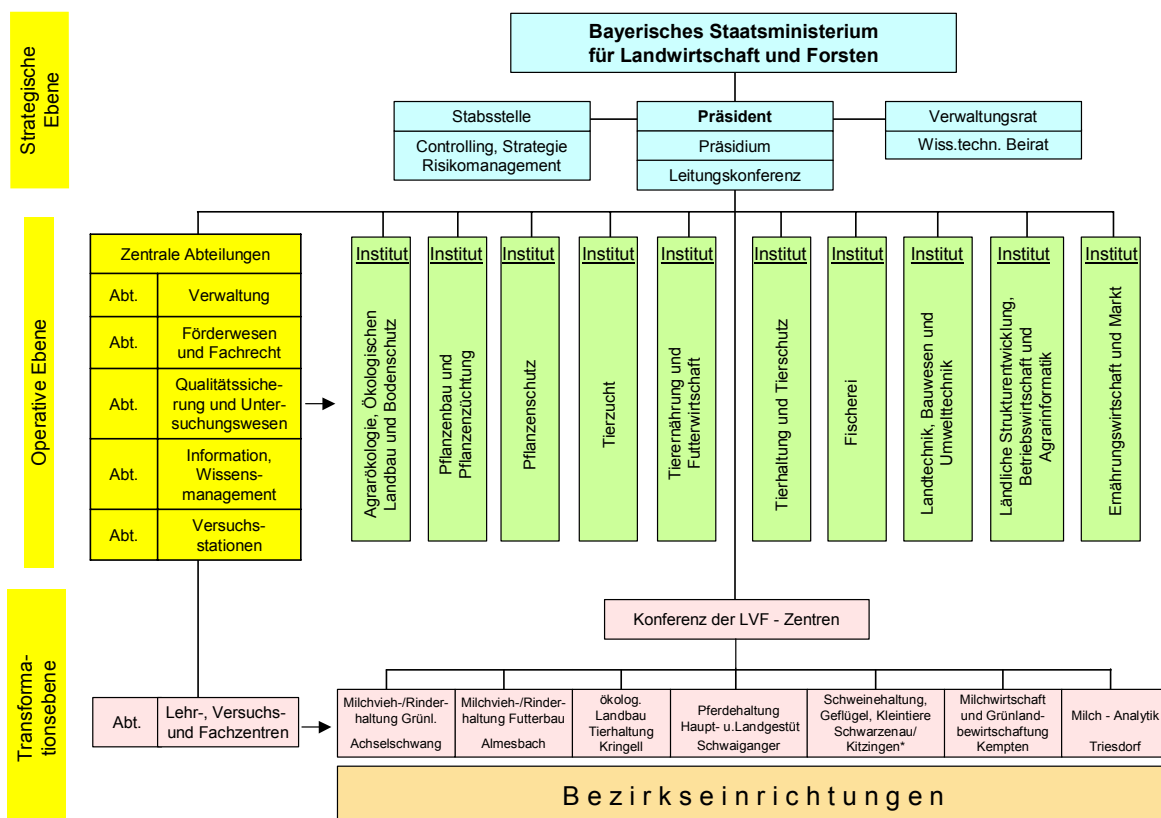 Strategische
Ebene
Bayerisches Staatsministerium
für Landwirtschaft und Forsten
Stabsstelle
Controlling, Strategie
Risikomanagement
Präsident
Präsidium
Leitungskonferenz
Verwaltungsrat
Wiss.techn. Beirat
Operative Ebene
Zentrale Abteilungen
Abt. Verwaltung
Abt. Förderwesen
und Fachrecht
Abt. Qualitätssiche-
rung und Unter-
suchungswesen
Abt. Information,
Wissens-
management
Abt. Versuchs-
stationen
Institut
Agrarökologie, Ökologischen
Landbau und Bodenschutz
Institut
Pflanzenbau und
Pflanzenzüchtung
Institut
Pflanzenschutz
Institut
Tierzucht
Institut
Tierernährung und
Futterwirtschaft
Institut
Tierhaltung und Tierschutz
Institut
Fischerei
Institut
Landtechnik, Bauwesen und
Umwelttechnik
Institut
Ländliche Strukturentwicklung,
Betriebswirtschaft und
Agrarinformatik
Institut
Ernährungswirtschaft und Markt
Transforma-
tionsebene
Konferenz der LVF - Zentren
Abt. Lehr-, Versuchs-
und Fachzentren
Milchvieh-/Rinder-
haltung Grünl.
Achselschwang
Milchvieh-/Rinder-
haltung Futterbau
Almesbach
ökolog.
Landbau
Tierhaltung
Kringell
Pferdehaltung
Haupt- u.Landgestüt
Schwaiganger
Schweinehaltung,
Geflügel, Kleintiere
Schwarzenau/
Kitzingen*
Milchwirtschaft
und Grünland-
bewirtschaftung
Kempten
Milch - Analytik
Triesdorf
Bezirkseinrichtungen